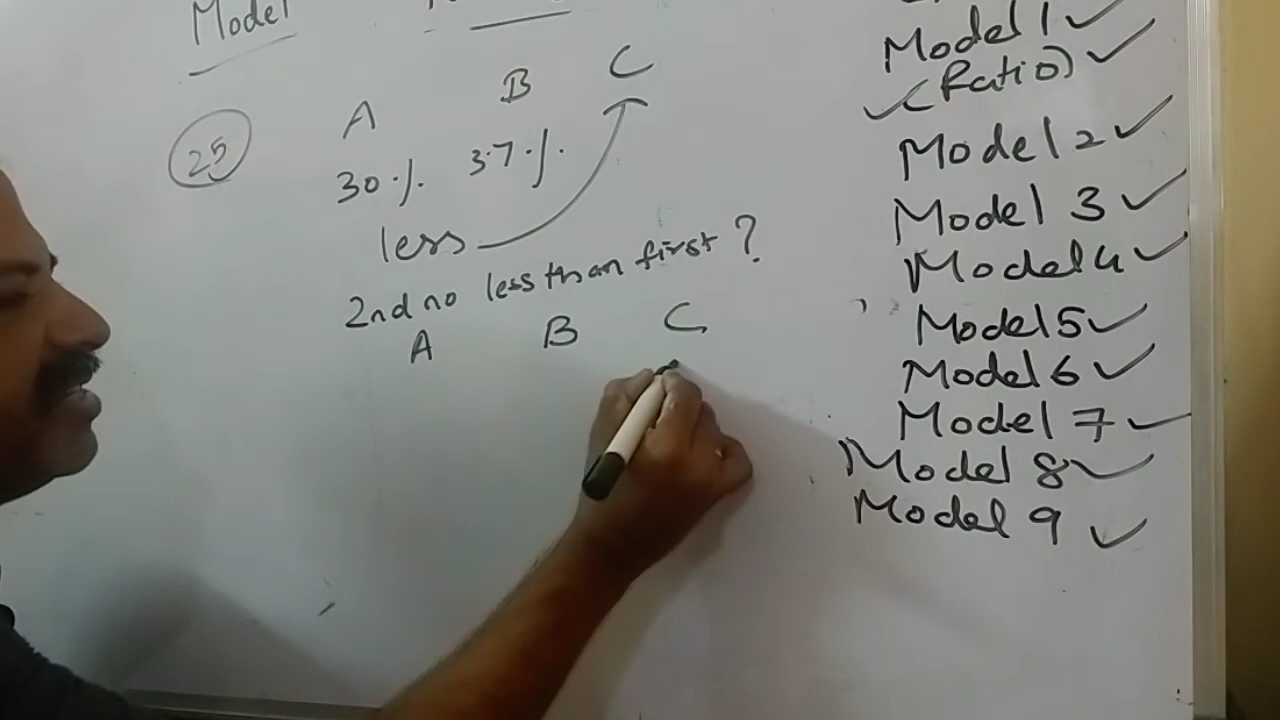 Model
25
A B C
30·/. 37·/.
less
2nd no less than first?
A B C
Model 1✓
✓(Ratio)✓
Model 2✓
Model 3✓
Model 4✓
Model 5✓
Model 6✓
Model 7✓
Model 8✓
Model 9✓